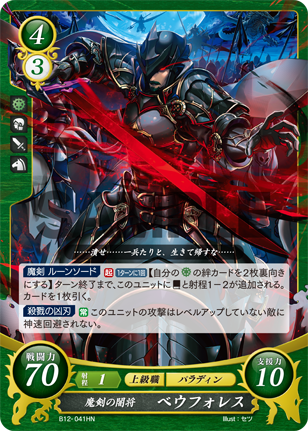 4
3
……潰せ……一兵たりと、生きて帰すな……
魔剣 ルーンソード 起 1ターンに1回 【自分の の絆カードを2枚裏向き
にする】ターン終了まで、このユニットに と射程1－2が追加される。
カードを1枚引く。
殺戮の凶刃 常 このユニットの攻撃はレベルアップしていない敵に
神速回避されない。
戦闘力
70
射程 1 上級職 パラディン
支援力
10
魔剣の闇将 ベウフォレス
B12-041HN
Illust：セツ